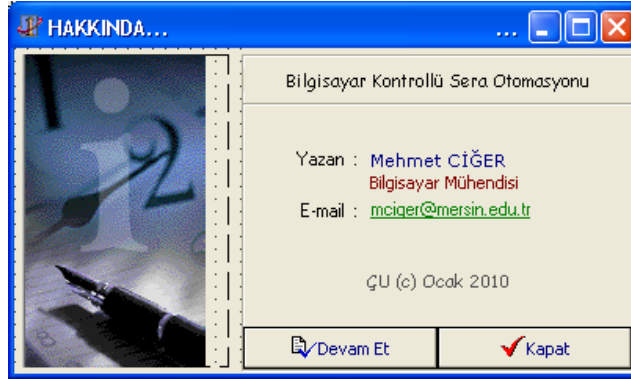 HAKKINDA... ...
Bilgisayar Kontrollü Sera Otomasyonu
Yazan : Mehmet CİĞER
Bilgisayar Mühendisi
E-mail : mciger@mersin.edu.tr
ÇU (c) Ocak 2010
Devam Et
Kapat